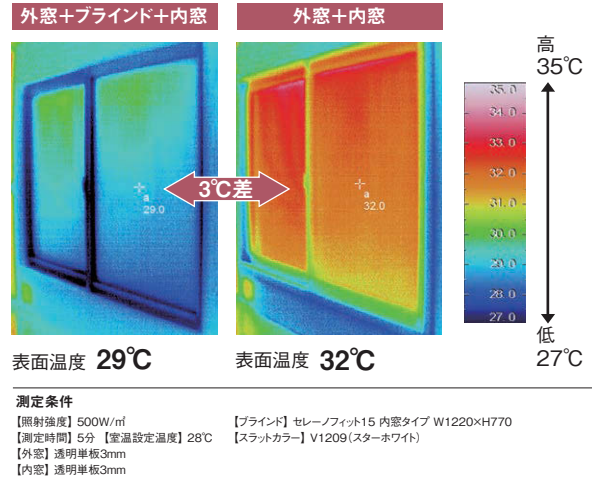 外窓＋ブラインド＋内窓
外窓＋内窓
高
35℃
35.0
34.0
33.0
32.0
31.0
30.0
29.0
28.0
27.0
a
29.0
3℃差
a
32.0
低
27℃
表面温度 29℃
表面温度 32℃
測定条件
【照射強度】500W/㎡
【測定時間】5分 【室温設定温度】28℃
【外窓】透明単板3mm
【内窓】透明単板3mm
【ブラインド】セレーノフィット15 内窓タイプ W1220×H770
【スラットカラー】V1209（スターホワイト）